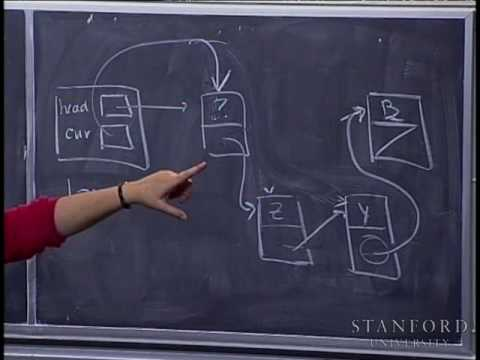 head
cur
?
Z
Y
B
STANFORD
UNIVERSITY